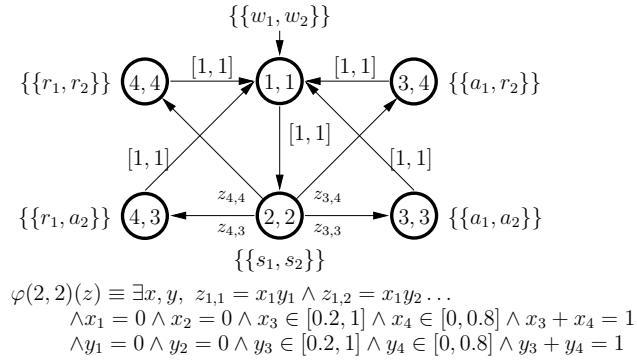 {{w₁, w₂}}
{{r₁, r₂}} 4, 4 [1, 1] 1, 1 [1, 1] 3, 4 {{a₁, r₂}}
[1, 1]
[1, 1] [1, 1]
z₄,₄ z₃,₄
{{r₁, a₂}} 4, 3 2, 2 3, 3 {{a₁, a₂}}
z₄,₃ z₃,₃
{{s₁, s₂}}
φ(2, 2)(z) ≡ ∃x, y, z₁,₁ = x₁y₁ ∧ z₁,₂ = x₁y₂ …
∧x₁ = 0 ∧ x₂ = 0 ∧ x₃ ∈ [0.2, 1] ∧ x₄ ∈ [0, 0.8] ∧ x₃ + x₄ = 1
∧y₁ = 0 ∧ y₂ = 0 ∧ y₃ ∈ [0.2, 1] ∧ y₄ ∈ [0, 0.8] ∧ y₃ + y₄ = 1